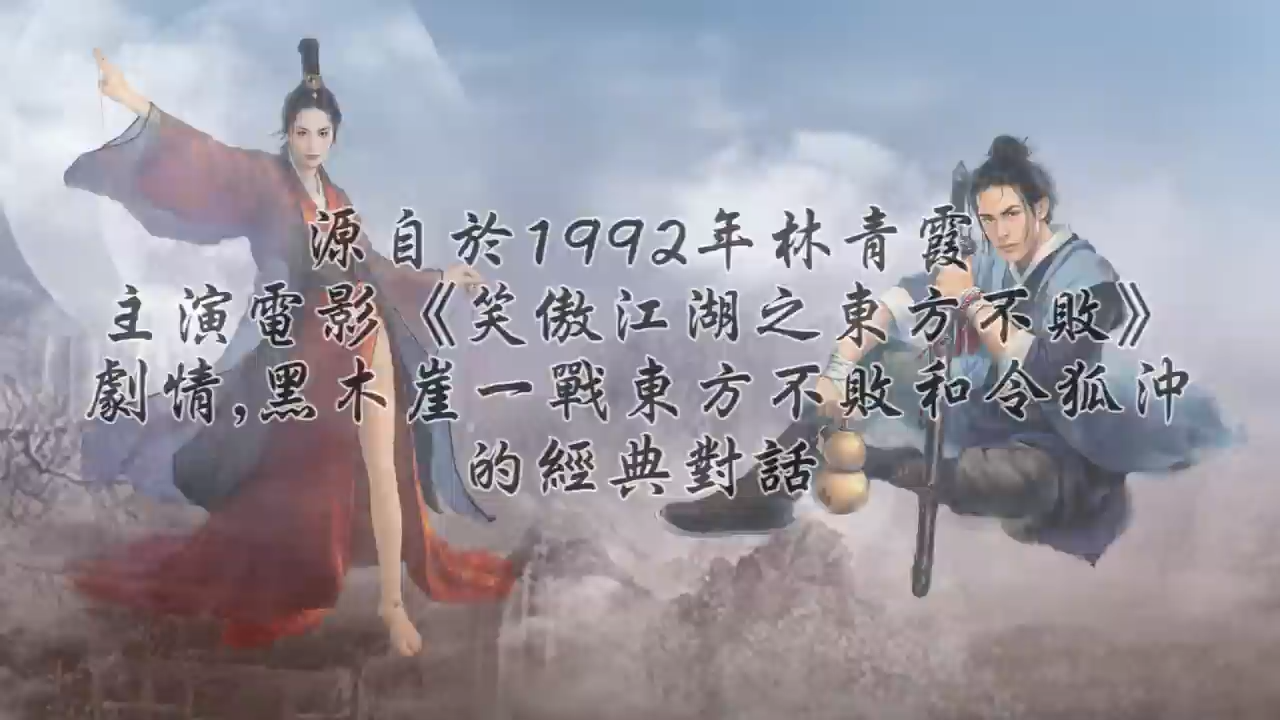 源自於1992年林青霞
主演電影《笑傲江湖之東方不敗》
劇情,黑木崖一戰東方不敗和令狐沖
的經典對話